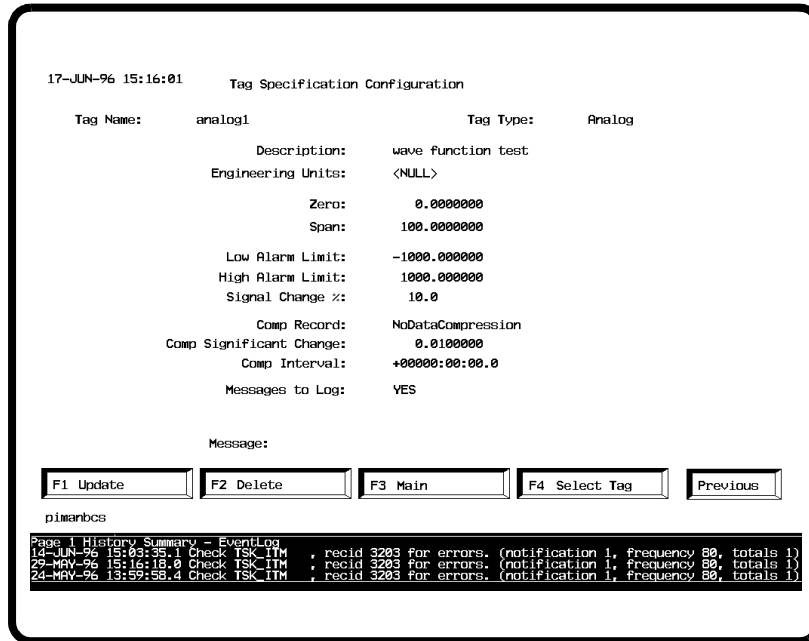 17-JUN-96 15:16:01 Tag Specification Configuration
Tag Name: analog1 Tag Type: Analog
Description: wave function test
Engineering Units: <NULL>
Zero: 0.0000000
Span: 100.0000000
Low Alarm Limit: -1000.000000
High Alarm Limit: 1000.000000
Signal Change %: 10.0
Comp Record: NoDataCompression
Comp Significant Change: 0.0100000
Comp Interval: +00000:00:00.0
Messages to Log: YES
Message:
F1 Update F2 Delete F3 Main F4 Select Tag Previous
pimanbcs
Page 1 History Summary - EventLog
14-JUN-96 15:03:35.1 Check TSK_ITM , recid 3203 for errors. (notification 1, frequency 80, totals 1)
29-MAY-96 15:16:18.0 Check TSK_ITM , recid 3203 for errors. (notification 1, frequency 80, totals 1)
24-MAY-96 13:59:58.4 Check TSK_ITM , recid 3203 for errors. (notification 1, frequency 80, totals 1)